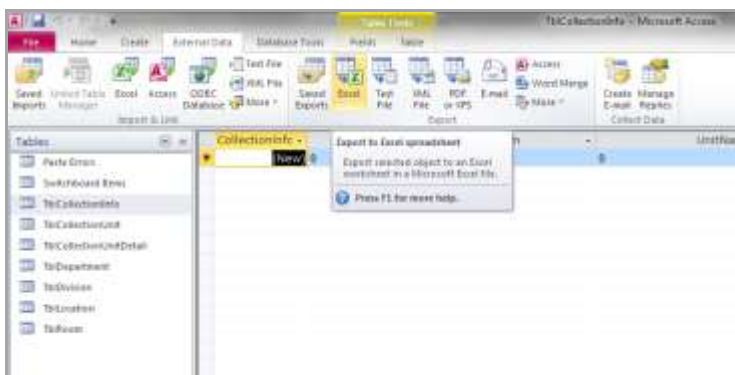 Table Tools
TblCollectionInfo - Microsoft Access
File Home Create External Data Database Tools Fields Table
Saved Imports
Linked Table Manager
Excel
Access
ODBC Database
Text File
XML File
More
Import & Link
Saved Exports
Excel
Text File
XML File
PDF or XPS
E-mail
Access
Word Merge
More
Export
Create E-mail
Manage Replies
Collect Data
Tables
Paste Errors
Switchboard Items
TblCollectionInfo
TblCollectionUnit
TblCollectionUnitDetail
TblDepartment
TblDivision
TblLocation
TblRoom
CollectionInfo
UnitNa
(New) 0
0
Export to Excel spreadsheet
Export selected object to an Excel
worksheet in a Microsoft Excel file.
Press F1 for more help.